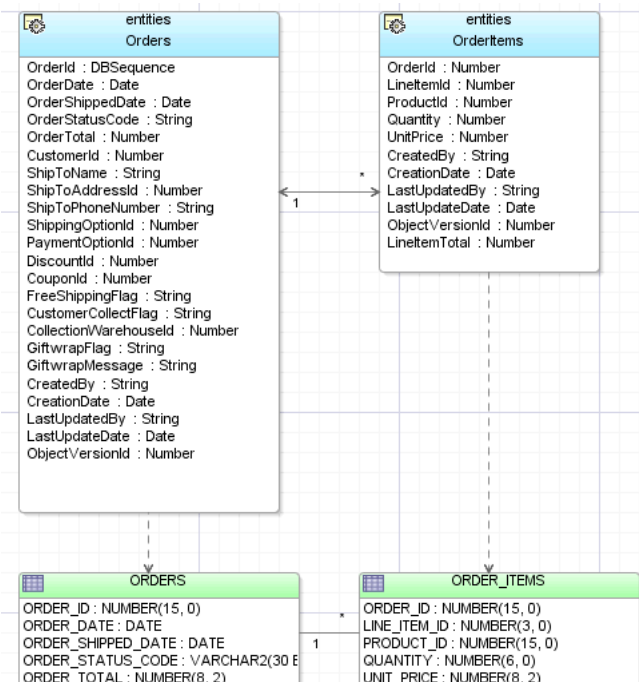 entities
Orders
OrderId : DBSequence
OrderDate : Date
OrderShippedDate : Date
OrderStatusCode : String
OrderTotal : Number
CustomerId : Number
ShipToName : String
ShipToAddressId : Number
ShipToPhoneNumber : String
ShippingOptionId : Number
PaymentOptionId : Number
DiscountId : Number
CouponId : Number
FreeShippingFlag : String
CustomerCollectFlag : String
CollectionWarehouseId : Number
GiftwrapFlag : String
GiftwrapMessage : String
CreatedBy : String
CreationDate : Date
LastUpdatedBy : String
LastUpdateDate : Date
ObjectVersionId : Number
1
*
entities
OrderItems
OrderId : Number
LineItemId : Number
ProductId : Number
Quantity : Number
UnitPrice : Number
CreatedBy : String
CreationDate : Date
LastUpdatedBy : String
LastUpdateDate : Date
ObjectVersionId : Number
LineItemTotal : Number
ORDERS
ORDER_ID : NUMBER(15, 0)
ORDER_DATE : DATE
ORDER_SHIPPED_DATE : DATE
ORDER_STATUS_CODE : VARCHAR2(30 B
ORDER_TOTAL : NUMBER(8, 2)
1
*
ORDER_ITEMS
ORDER_ID : NUMBER(15, 0)
LINE_ITEM_ID : NUMBER(3, 0)
PRODUCT_ID : NUMBER(15, 0)
QUANTITY : NUMBER(6, 0)
UNIT_PRICE : NUMBER(8, 2)